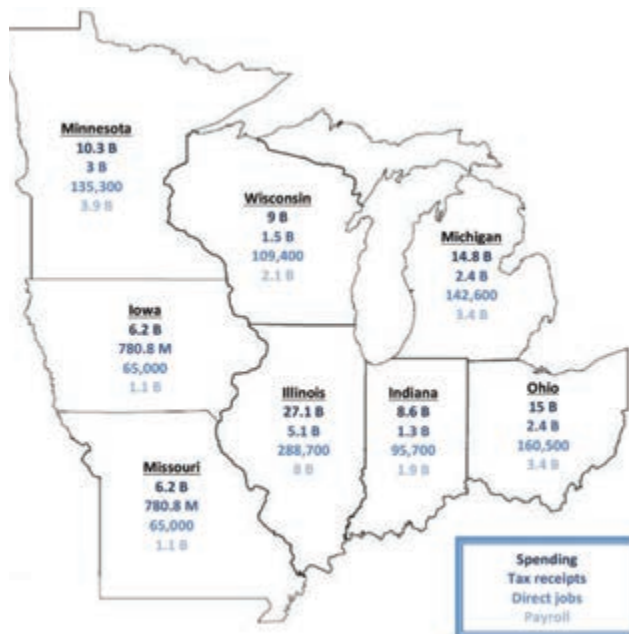 Minnesota
10.3 B
3 B
135,300
3.9 B
Wisconsin
9 B
1.5 B
109,400
2.1 B
Michigan
14.8 B
2.4 B
142,600
3.4 B
Iowa
6.2 B
780.8 M
65,000
1.1 B
Illinois
27.1 B
5.1 B
288,700
8 B
Indiana
8.6 B
1.3 B
95,700
1.9 B
Ohio
15 B
2.4 B
160,500
3.4 B
Missouri
6.2 B
780.8 M
65,000
1.1 B
Spending
Tax receipts
Direct jobs
Payroll